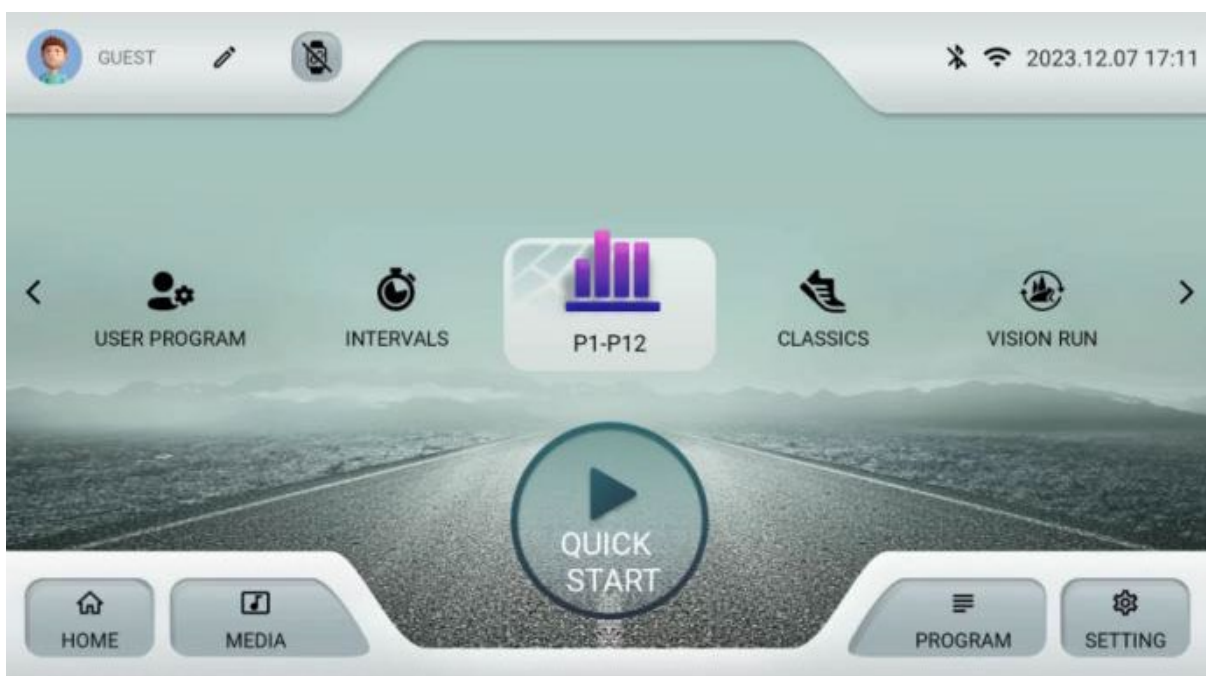 GUEST
2023.12.07 17:11
USER PROGRAM
INTERVALS
P1-P12
CLASSICS
VISION RUN
QUICK
START
HOME
MEDIA
PROGRAM
SETTING